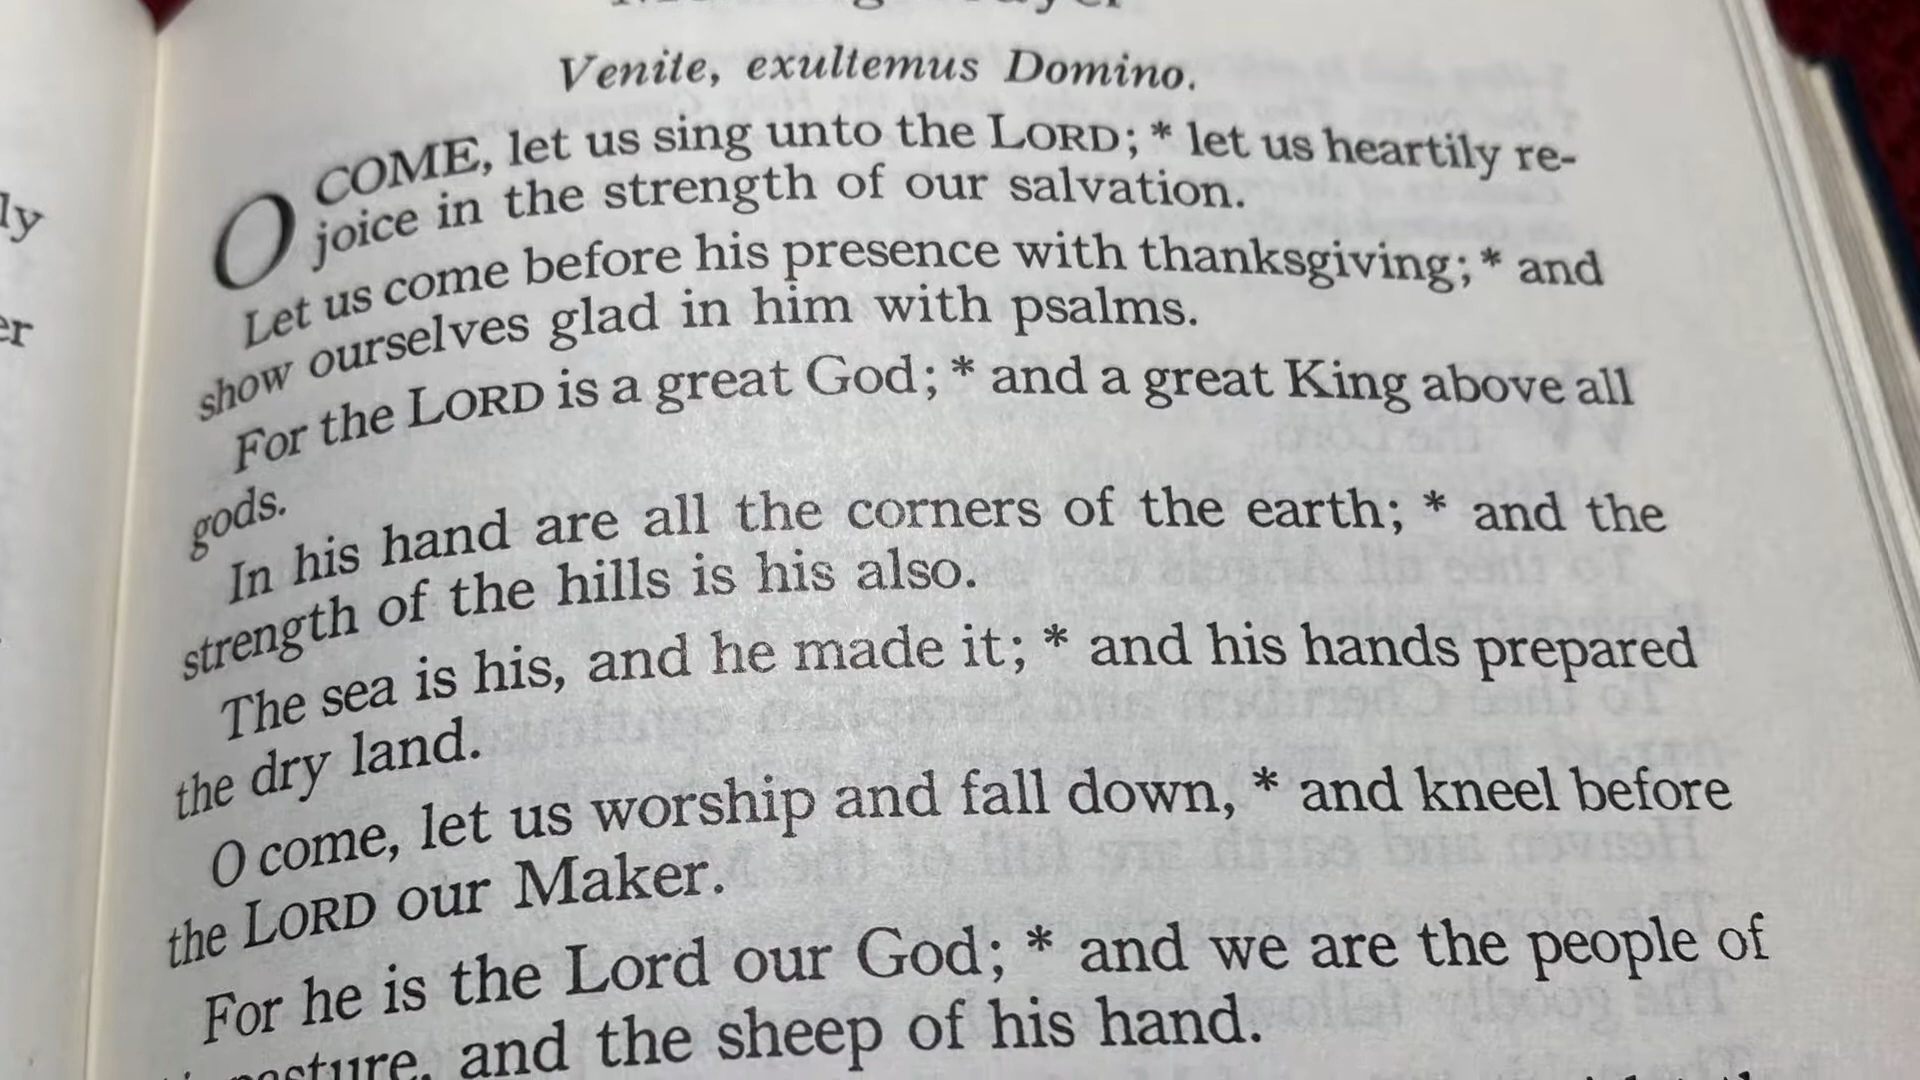 Venite, exultemus Domino.
O COME, let us sing unto the LORD; * let us heartily re-
joice in the strength of our salvation.
Let us come before his presence with thanksgiving; * and
show ourselves glad in him with psalms.
For the LORD is a great God; * and a great King above all
gods.
In his hand are all the corners of the earth; * and the
strength of the hills is his also.
The sea is his, and he made it; * and his hands prepared
the dry land.
O come, let us worship and fall down, * and kneel before
the LORD our Maker.
For he is the Lord our God; * and we are the people of
pasture, and the sheep of his hand.